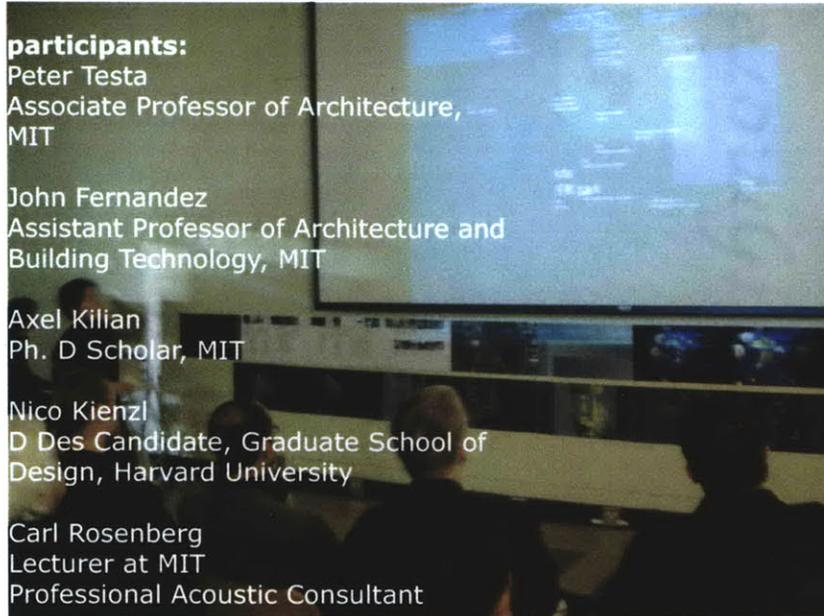 participants:
Peter Testa
Associate Professor of Architecture,
MIT
John Fernandez
Assistant Professor of Architecture and
Building Technology, MIT
Axel Kilian
Ph. D Scholar, MIT
Nico Kienzl
D Des Candidate, Graduate School of
Design, Harvard University
Carl Rosenberg
Lecturer at MIT
Professional Acoustic Consultant